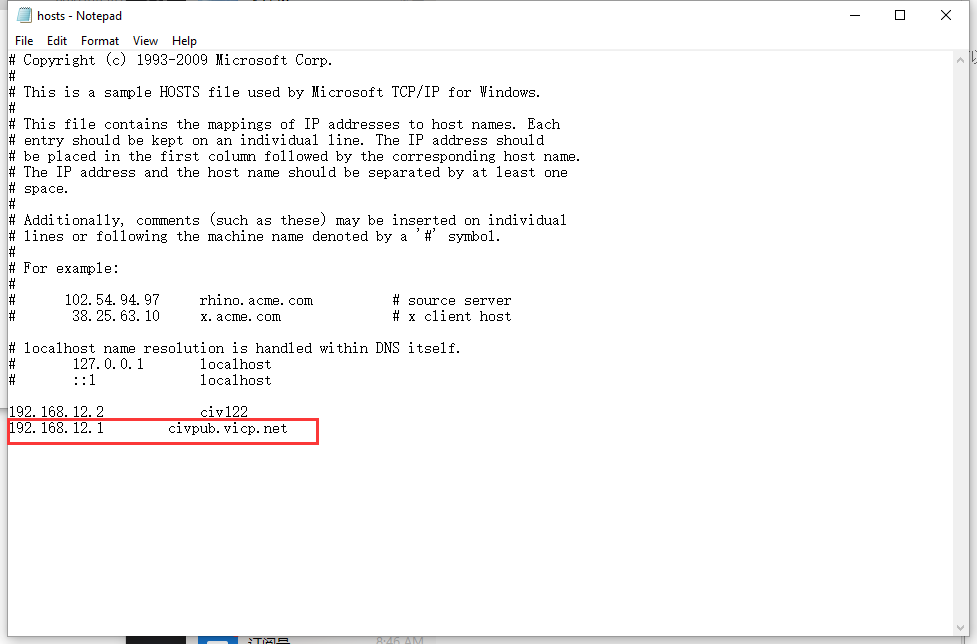 hosts - Notepad
File Edit Format View Help
# Copyright (c) 1993-2009 Microsoft Corp.
#
# This is a sample HOSTS file used by Microsoft TCP/IP for Windows.
#
# This file contains the mappings of IP addresses to host names. Each
# entry should be kept on an individual line. The IP address should
# be placed in the first column followed by the corresponding host name.
# The IP address and the host name should be separated by at least one
# space.
#
# Additionally, comments (such as these) may be inserted on individual
# lines or following the machine name denoted by a '#' symbol.
#
# For example:
#
#      102.54.94.97     rhino.acme.com          # source server
#       38.25.63.10     x.acme.com              # x client host

# localhost name resolution is handled within DNS itself.
#       127.0.0.1       localhost
#       ::1             localhost

192.168.12.2            civ122
192.168.12.1        civpub.vicp.net
8:46 AM